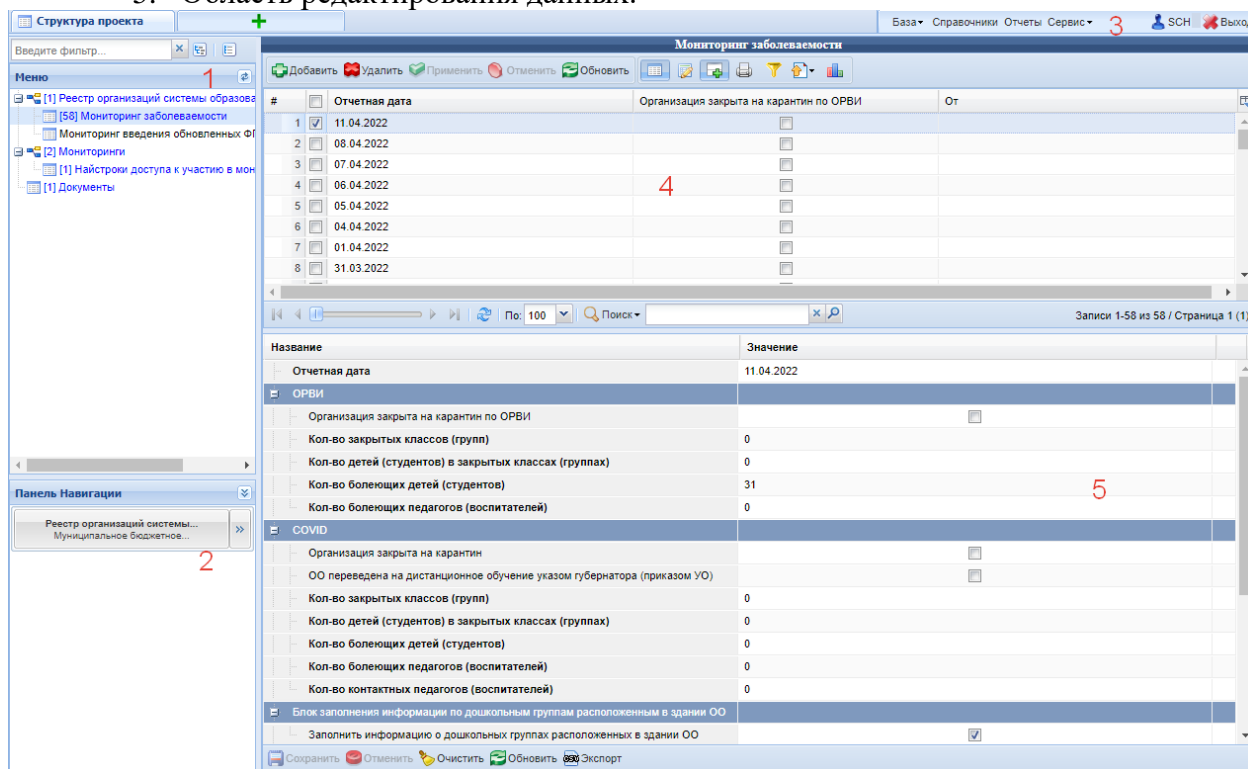 5. Область редактирования данных.
Структура проекта
База Справочники Отчеты Сервис 3 SCH Выход
Введите фильтр...
Мониторинг заболеваемости
Меню 1
Добавить Удалить Применить Отменить Обновить
[1] Реестр организаций системы образова
[58] Мониторинг заболеваемости
Мониторинг введения обновленных ФГ
[2] Мониторинги
[1] Найстроки доступа к участию в мон
[1] Документы
# Отчетная дата Организация закрыта на карантин по ОРВИ От
1 11.04.2022
2 08.04.2022
3 07.04.2022
4 06.04.2022 4
5 05.04.2022
6 04.04.2022
7 01.04.2022
8 31.03.2022
По: 100 Поиск Записи 1-58 из 58 / Страница 1 (1)
Панель Навигации
Реестр организаций системы...
Муниципальное бюджетное...
2
Название Значение
Отчетная дата 11.04.2022
ОРВИ
Организация закрыта на карантин по ОРВИ
Кол-во закрытых классов (групп) 0
Кол-во детей (студентов) в закрытых классах (группах) 0
Кол-во болеющих детей (студентов) 31 5
Кол-во болеющих педагогов (воспитателей) 0
COVID
Организация закрыта на карантин
ОО переведена на дистанционное обучение указом губернатора (приказом УО)
Кол-во закрытых классов (групп) 0
Кол-во детей (студентов) в закрытых классах (группах) 0
Кол-во болеющих детей (студентов) 0
Кол-во болеющих педагогов (воспитателей) 0
Кол-во контактных педагогов (воспитателей) 0
Блок заполнения информации по дошкольным группам расположенным в здании ОО
Заполнить информацию о дошкольных группах расположенных в здании ОО
Сохранить Отменить Очистить Обновить Экспорт